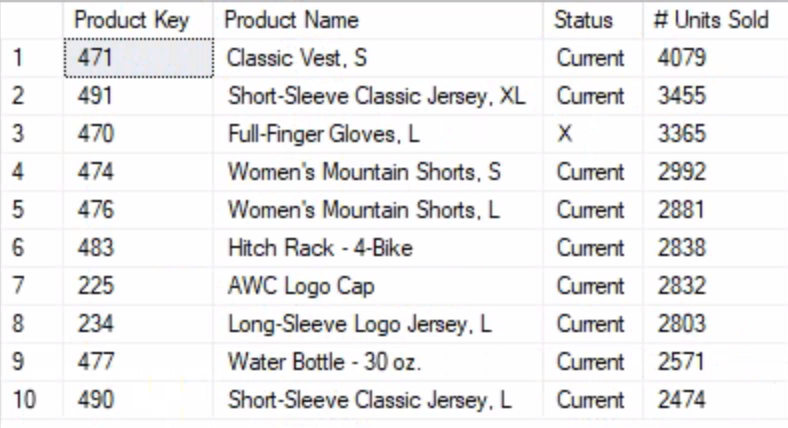 Product Key Product Name Status # Units Sold
1 471 Classic Vest, S Current 4079
2 491 Short-Sleeve Classic Jersey, XL Current 3455
3 470 Full-Finger Gloves, L X 3365
4 474 Women's Mountain Shorts, S Current 2992
5 476 Women's Mountain Shorts, L Current 2881
6 483 Hitch Rack - 4-Bike Current 2838
7 225 AWC Logo Cap Current 2832
8 234 Long-Sleeve Logo Jersey, L Current 2803
9 477 Water Bottle - 30 oz. Current 2571
10 490 Short-Sleeve Classic Jersey, L Current 2474